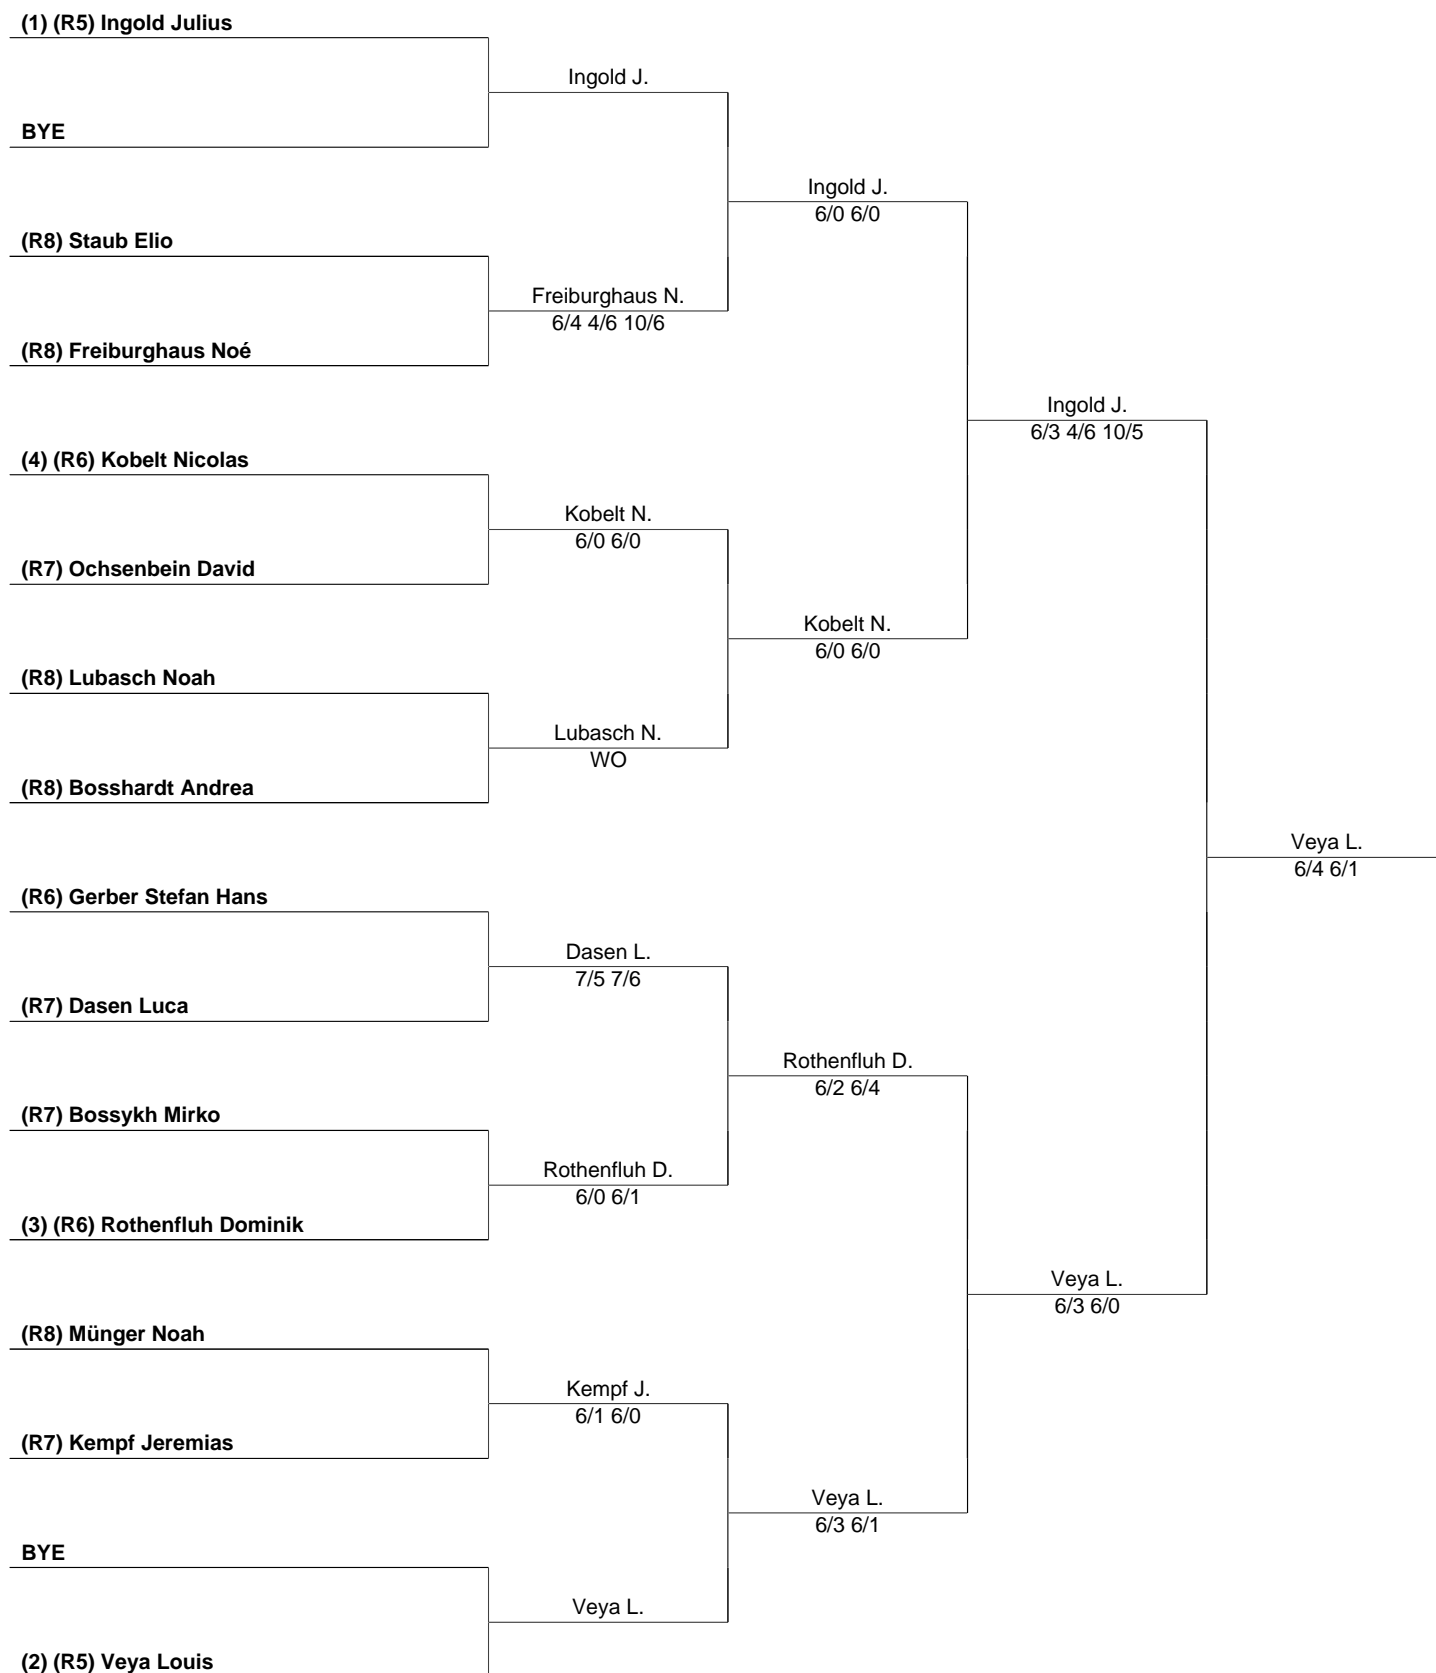 (1) (R5) Ingold Julius
Ingold J.
BYE
Ingold J.
6/0 6/0
(R8) Staub Elio
Freiburghaus N.
6/4 4/6 10/6
(R8) Freiburghaus Noé
Ingold J.
6/3 4/6 10/5
(4) (R6) Kobelt Nicolas
Kobelt N.
6/0 6/0
(R7) Ochsenbein David
Kobelt N.
6/0 6/0
(R8) Lubasch Noah
Lubasch N.
WO
(R8) Bosshardt Andrea
Veya L.
6/4 6/1
(R6) Gerber Stefan Hans
Dasen L.
7/5 7/6
(R7) Dasen Luca
Rothenfluh D.
6/2 6/4
(R7) Bossykh Mirko
Rothenfluh D.
6/0 6/1
(3) (R6) Rothenfluh Dominik
Veya L.
6/3 6/0
(R8) Münger Noah
Kempf J.
6/1 6/0
(R7) Kempf Jeremias
Veya L.
6/3 6/1
BYE
Veya L.
(2) (R5) Veya Louis